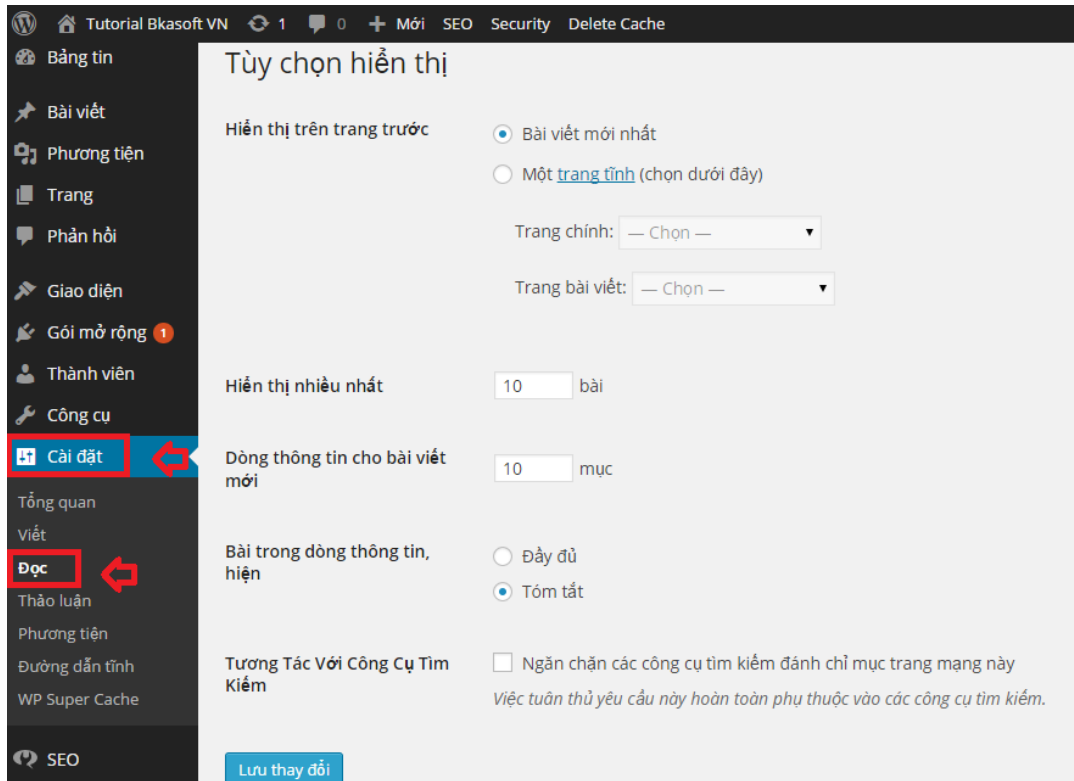 Tutorial Bkasoft VN 1 0 + Mới SEO Security Delete Cache
Bảng tin
Bài viết
Phương tiện
Trang
Phản hồi
Giao diện
Gói mở rộng 1
Thành viên
Công cụ
Cài đặt
Tổng quan
Viết
Đọc
Thảo luận
Phương tiện
Đường dẫn tĩnh
WP Super Cache
SEO
Tùy chọn hiển thị
Hiển thị trên trang trước
Bài viết mới nhất
Một trang tĩnh (chọn dưới đây)
Trang chính: — Chọn —
Trang bài viết: — Chọn —
Hiển thị nhiều nhất
10 bài
Dòng thông tin cho bài viết
mới
10 mục
Bài trong dòng thông tin,
hiện
Đầy đủ
Tóm tắt
Tương Tác Với Công Cụ Tìm
Kiếm
Ngăn chặn các công cụ tìm kiếm đánh chỉ mục trang mạng này
Việc tuân thủ yêu cầu này hoàn toàn phụ thuộc vào các công cụ tìm kiếm.
Lưu thay đổi